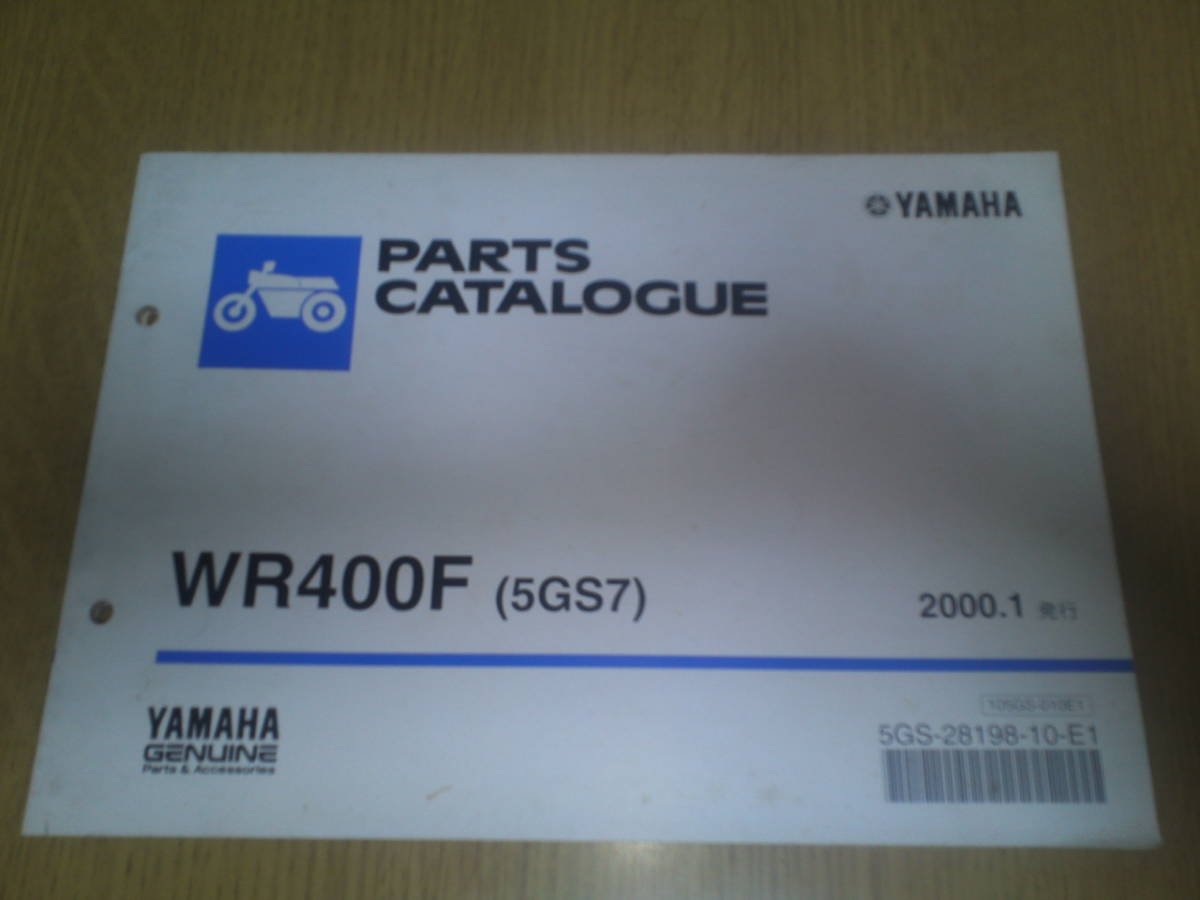 YAMAHA
PARTS
CATALOGUE
WR400F (5GS7)
2000.1 発行
YAMAHA
GENUINE
Parts & Accessories
5GS-28198-10-E1